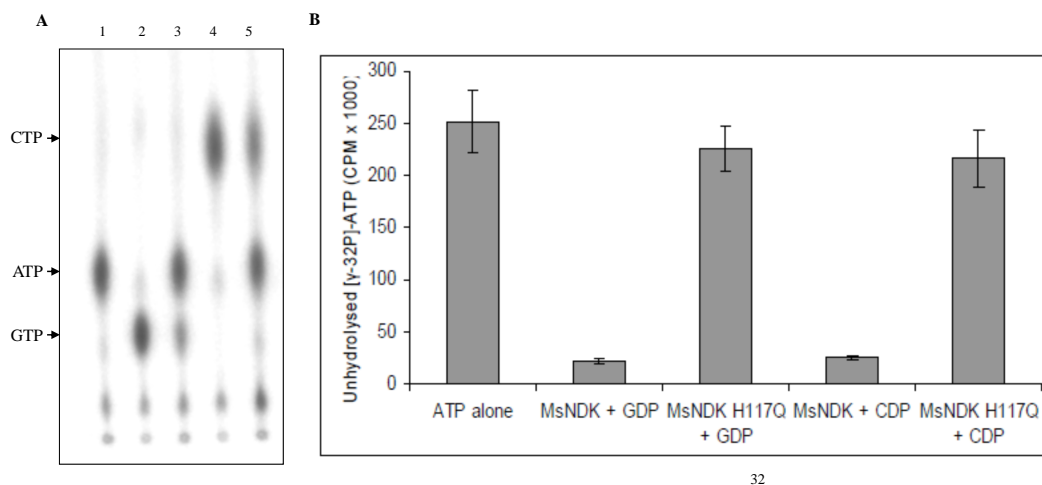 A
1 2 3 4 5
CTP
ATP
GTP
B
Unhydrolysed [γ-32P]-ATP (CPM x 1000)
300
250
200
150
100
50
0
ATP alone
MsNDK + GDP
MsNDK H117Q
+ GDP
MsNDK + CDP
MsNDK H117Q
+ CDP
32